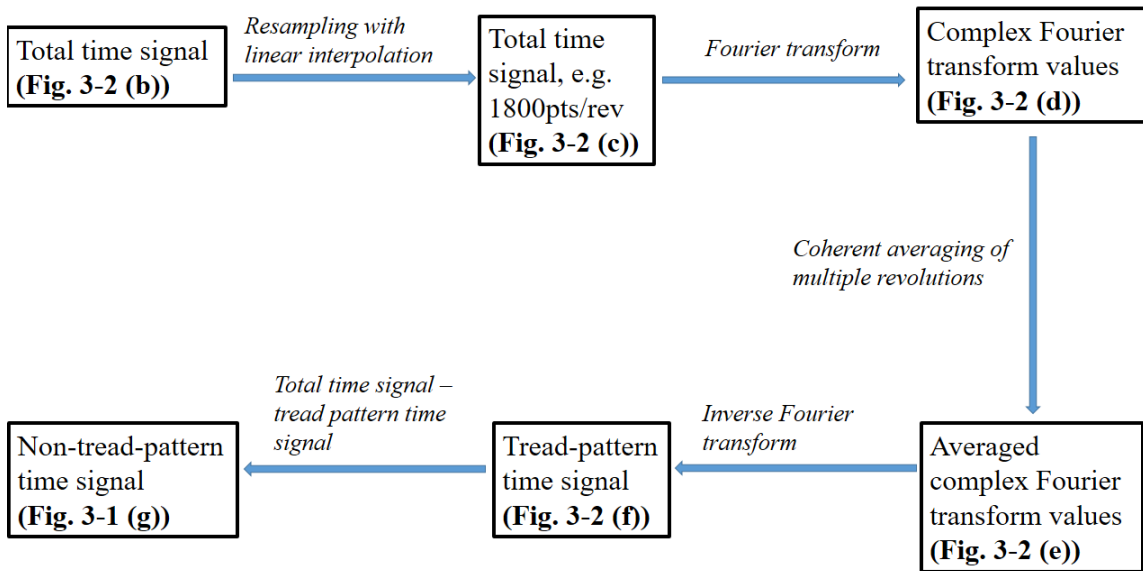 Total time signal
(Fig. 3-2 (b))
Resampling with
linear interpolation
Total time
signal, e.g.
1800pts/rev
(Fig. 3-2 (c))
Fourier transform
Complex Fourier
transform values
(Fig. 3-2 (d))
Coherent averaging of
multiple revolutions
Averaged
complex Fourier
transform values
(Fig. 3-2 (e))
Inverse Fourier
transform
Tread-pattern
time signal
(Fig. 3-2 (f))
Total time signal –
tread pattern time
signal
Non-tread-pattern
time signal
(Fig. 3-1 (g))